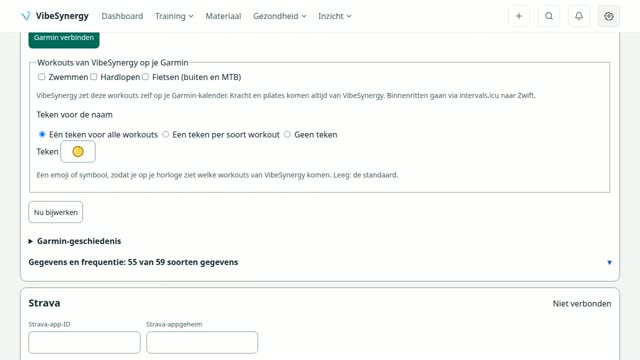 VibeSynergy Dashboard Training Materiaal Gezondheid Inzicht
Garmin verbinden
Workouts van VibeSynergy op je Garmin
Zwemmen Hardlopen Fietsen (buiten en MTB)
VibeSynergy zet deze workouts zelf op je Garmin-kalender. Kracht en pilates komen altijd van VibeSynergy. Binnenritten gaan via intervals.icu naar Zwift.
Teken voor de naam
Eén teken voor alle workouts Een teken per soort workout Geen teken
Teken
Een emoji of symbool, zodat je op je horloge ziet welke workouts van VibeSynergy komen. Leeg: de standaard.
Nu bijwerken
Garmin-geschiedenis
Gegevens en frequentie: 55 van 59 soorten gegevens
Strava Niet verbonden
Strava-app-ID Strava-appgeheim